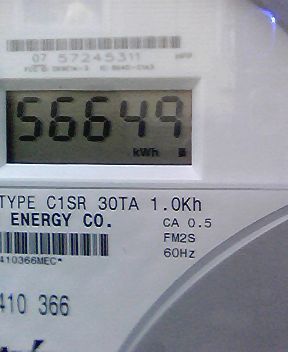 07 57245311
56649
kWh
TYPE C1SR 30TA 1.0Kh
ENERGY CO. CA 0.5
FM2S
60Hz
410366MEC*
410 366